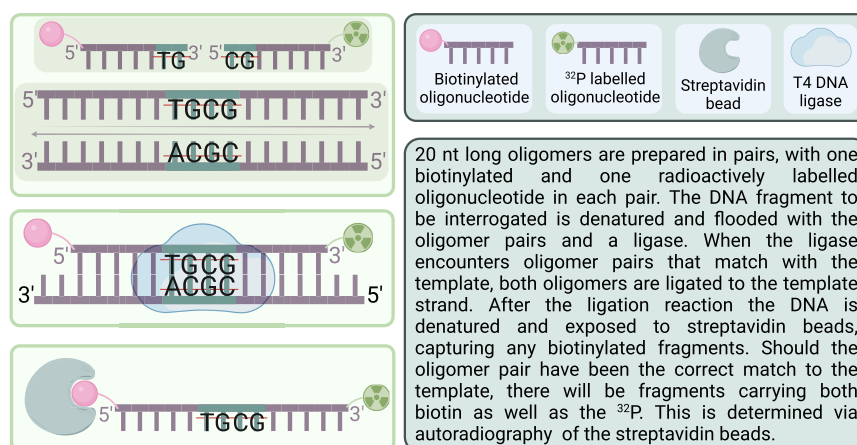 5' TG 3' 5' CG 3'
5' 3'
TGCG
ACGC
3' 5'
5' 3'
TGCG
ACGC
3' 5'
5' 3'
TGCG
Biotinylated
oligonucleotide
³²P labelled
oligonucleotide
Streptavidin
bead
T4 DNA
ligase
20 nt long oligomers are prepared in pairs, with one
biotinylated and one radioactively labelled
oligonucleotide in each pair. The DNA fragment to
be interrogated is denatured and flooded with the
oligomer pairs and a ligase. When the ligase
encounters oligomer pairs that match with the
template, both oligomers are ligated to the template
strand. After the ligation reaction the DNA is
denatured and exposed to streptavidin beads,
capturing any biotinylated fragments. Should the
oligomer pair have been the correct match to the
template, there will be fragments carrying both
biotin as well as the ³²P. This is determined via
autoradiography of the streptavidin beads.